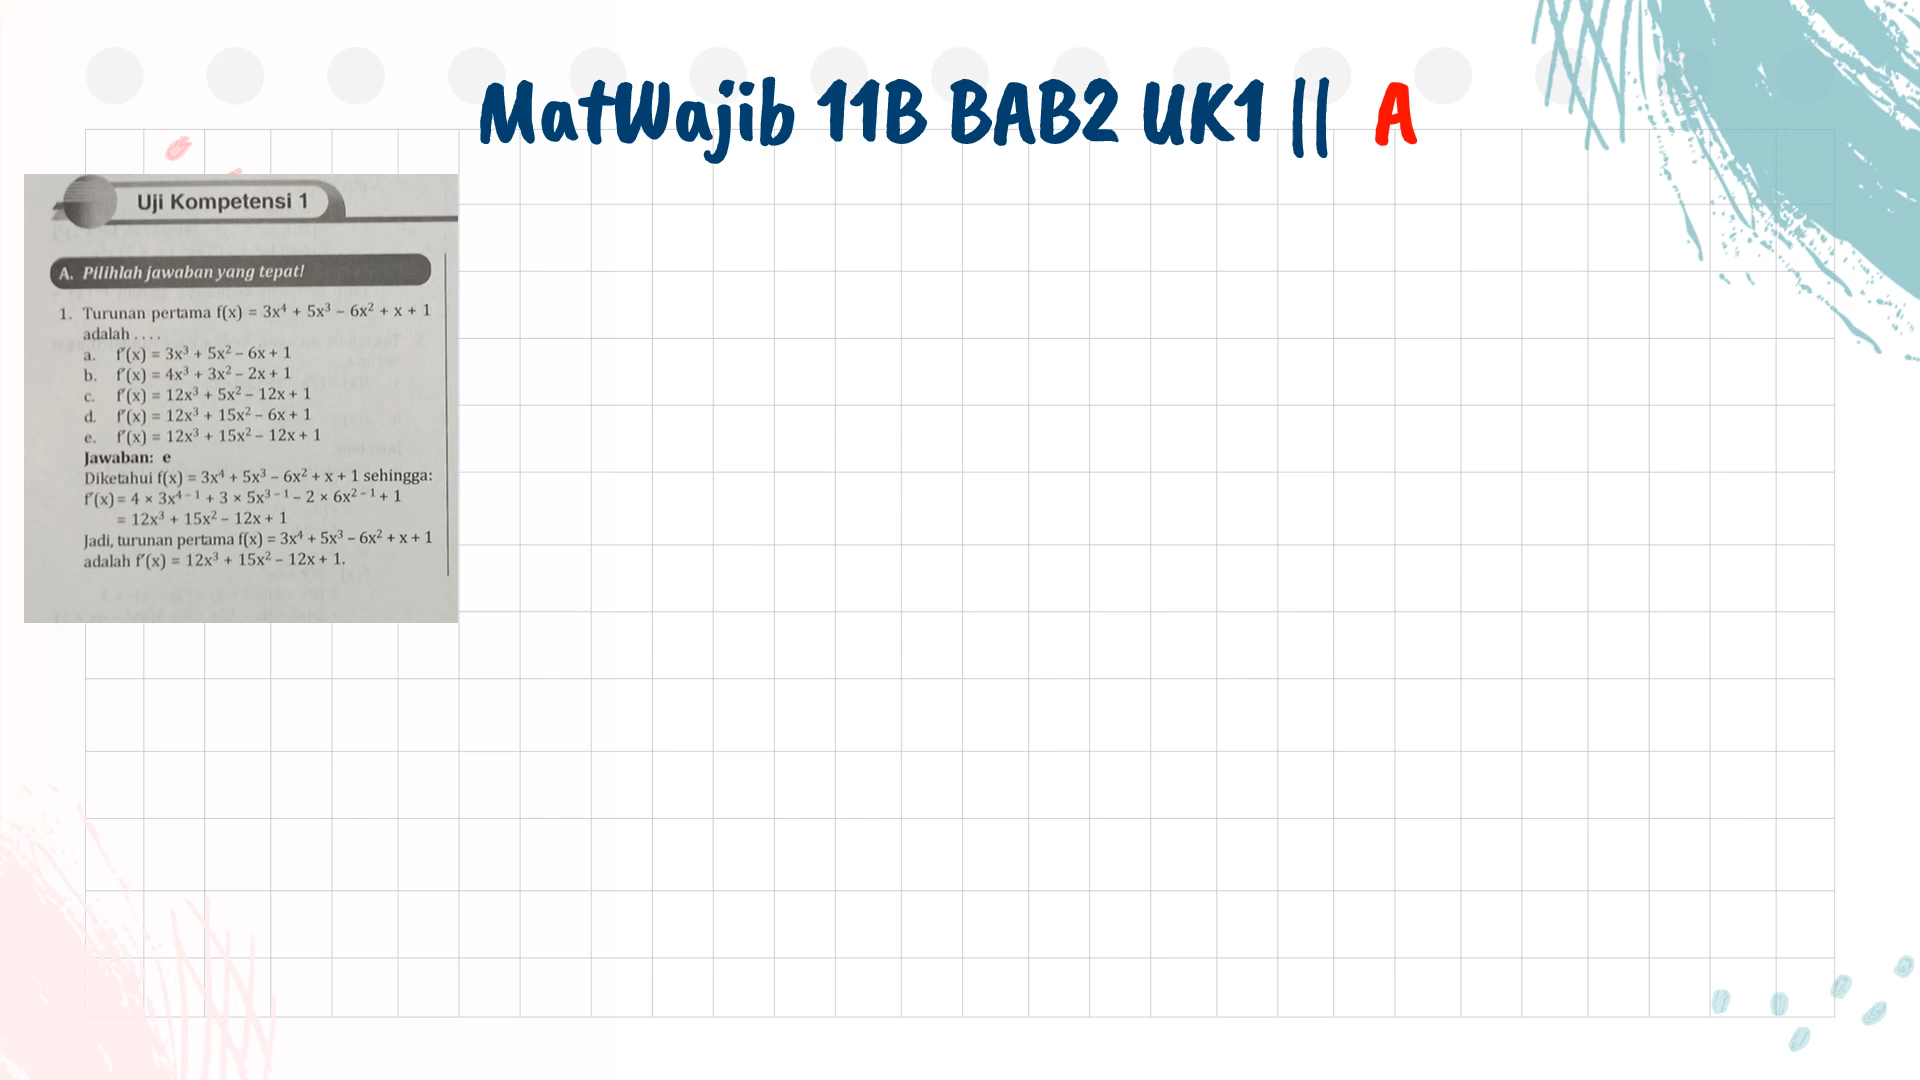 MatWajib 11B BAB2 UK1 || A
Uji Kompetensi 1
A. Pilihlah jawaban yang tepat!
1. Turunan pertama f(x) = 3x⁴ + 5x³ – 6x² + x + 1
adalah . . . .
a. f′(x) = 3x³ + 5x² – 6x + 1
b. f′(x) = 4x³ + 3x² – 2x + 1
c. f′(x) = 12x³ + 5x² – 12x + 1
d. f′(x) = 12x³ + 15x² – 6x + 1
e. f′(x) = 12x³ + 15x² – 12x + 1
Jawaban: e
Diketahui f(x) = 3x⁴ + 5x³ – 6x² + x + 1 sehingga:
f′(x) = 4 × 3x⁴ ⁻ ¹ + 3 × 5x³ ⁻ ¹ – 2 × 6x² ⁻ ¹ + 1
= 12x³ + 15x² – 12x + 1
Jadi, turunan pertama f(x) = 3x⁴ + 5x³ – 6x² + x + 1
adalah f′(x) = 12x³ + 15x² – 12x + 1.